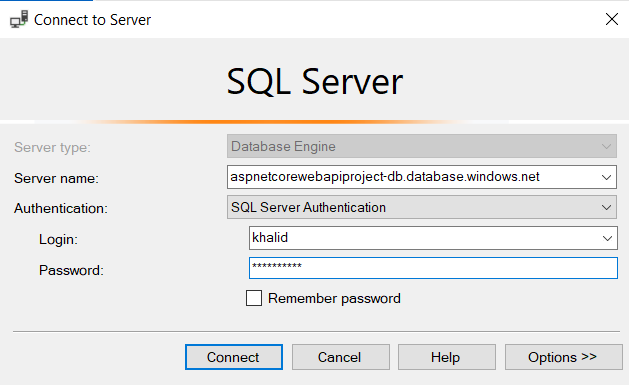 Connect to Server
SQL Server
Server type: Database Engine
Server name: aspnetcorewebapiproject-db.database.windows.net
Authentication: SQL Server Authentication
Login: khalid
Password: **********
Remember password
Connect Cancel Help Options >>